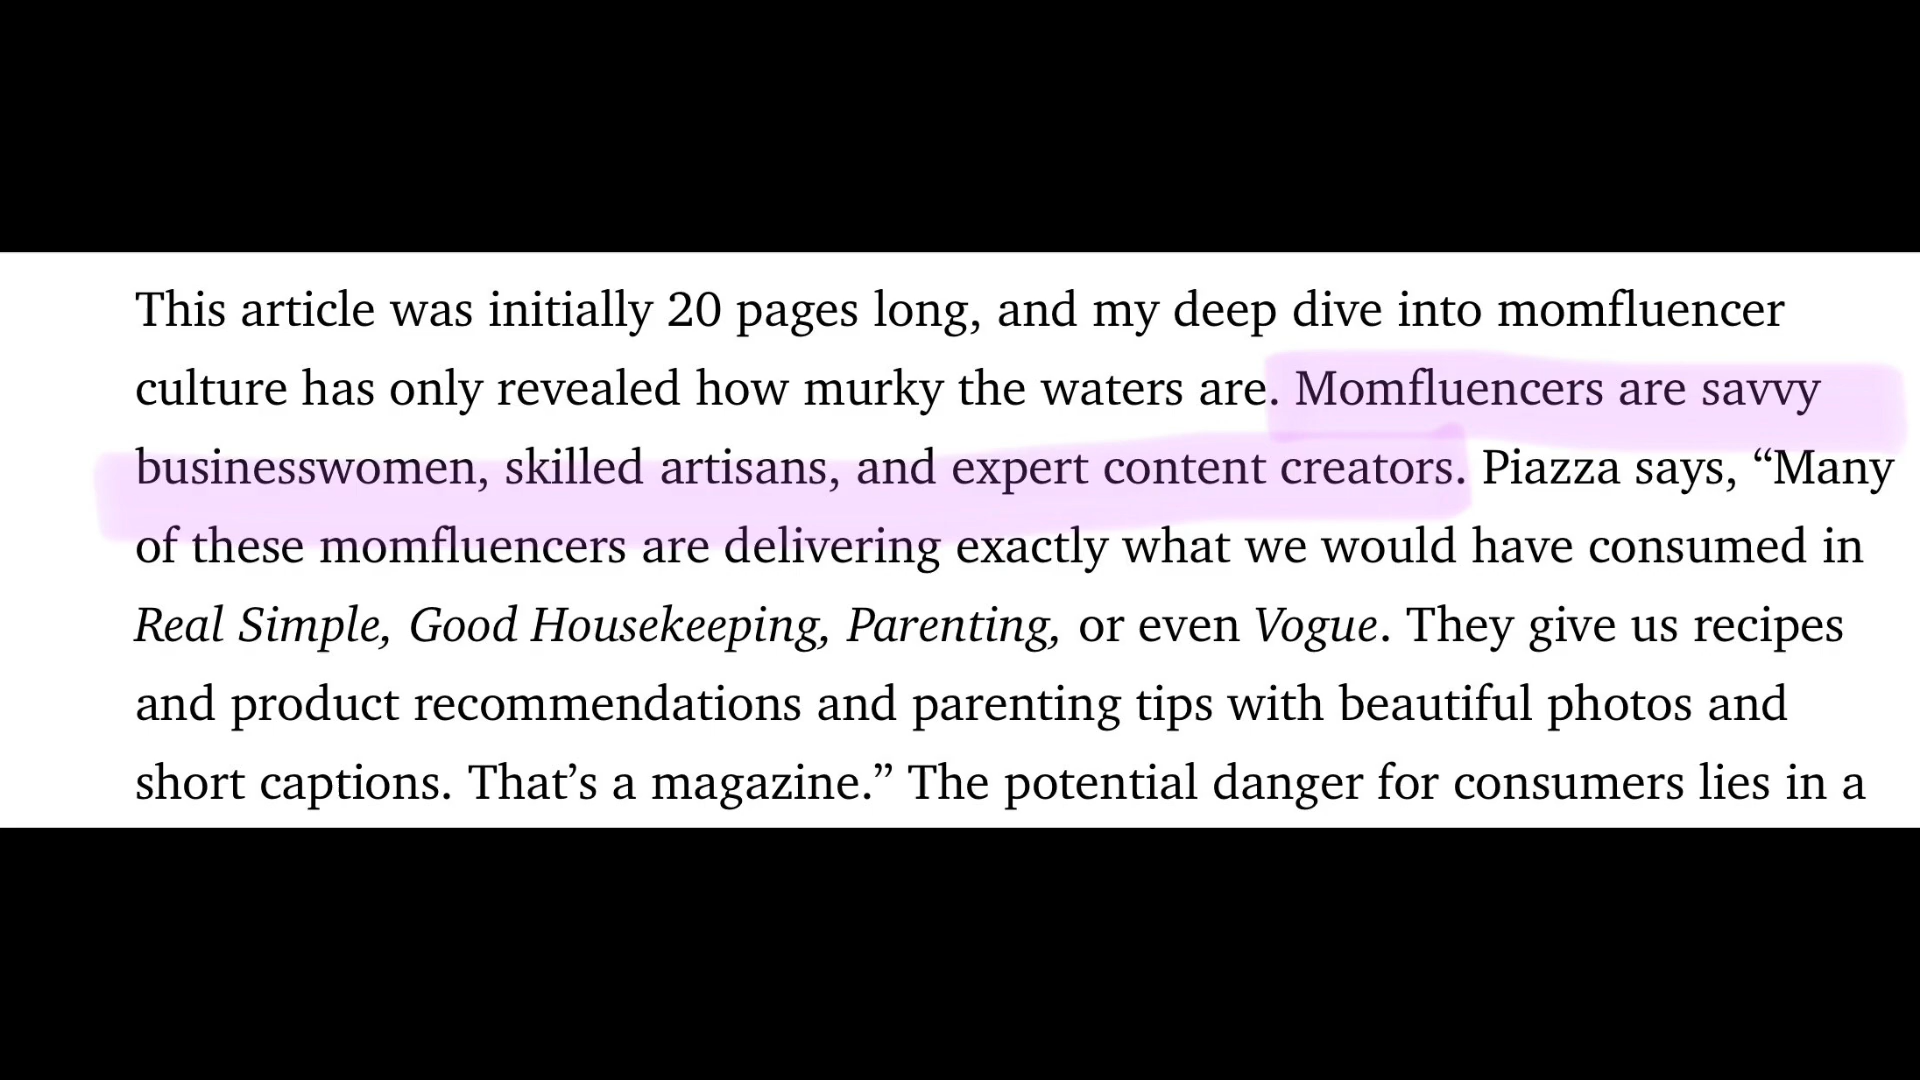 This article was initially 20 pages long, and my deep dive into momfluencer
culture has only revealed how murky the waters are. Momfluencers are savvy
businesswomen, skilled artisans, and expert content creators. Piazza says, “Many
of these momfluencers are delivering exactly what we would have consumed in
Real Simple, Good Housekeeping, Parenting, or even Vogue. They give us recipes
and product recommendations and parenting tips with beautiful photos and
short captions. That’s a magazine.” The potential danger for consumers lies in a